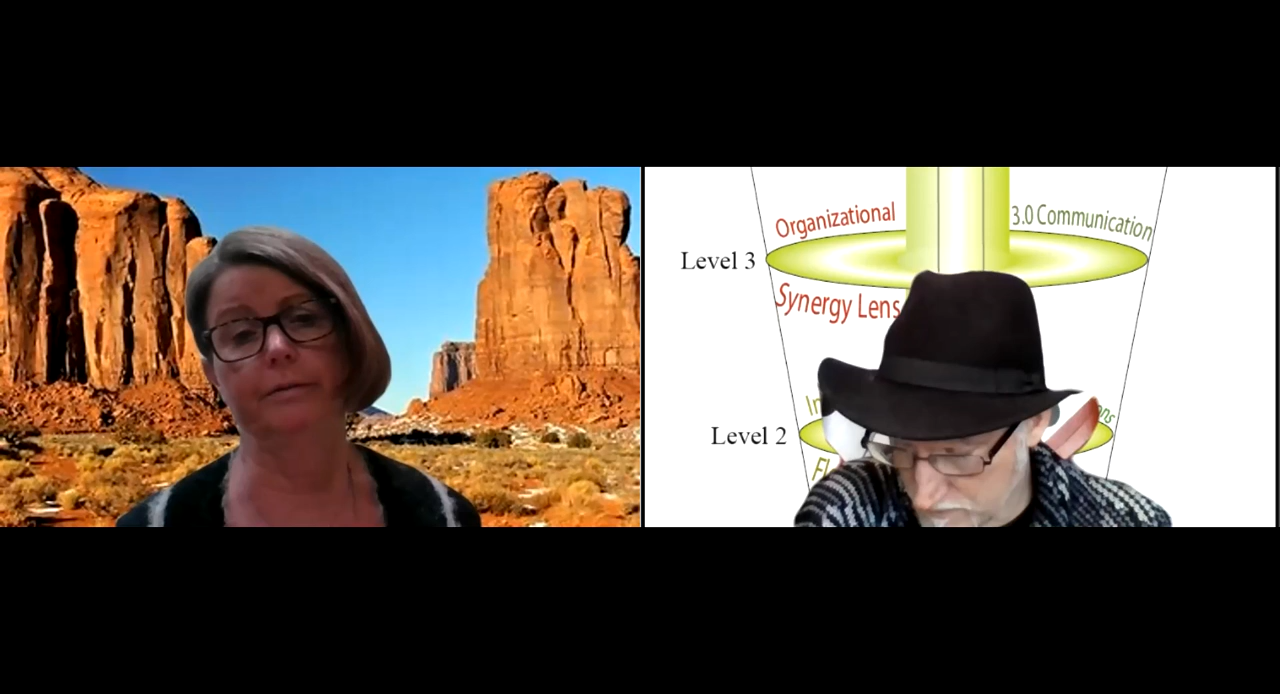 Organizational
3.0 Communication
Level 3
Synergy Lens
Level 2